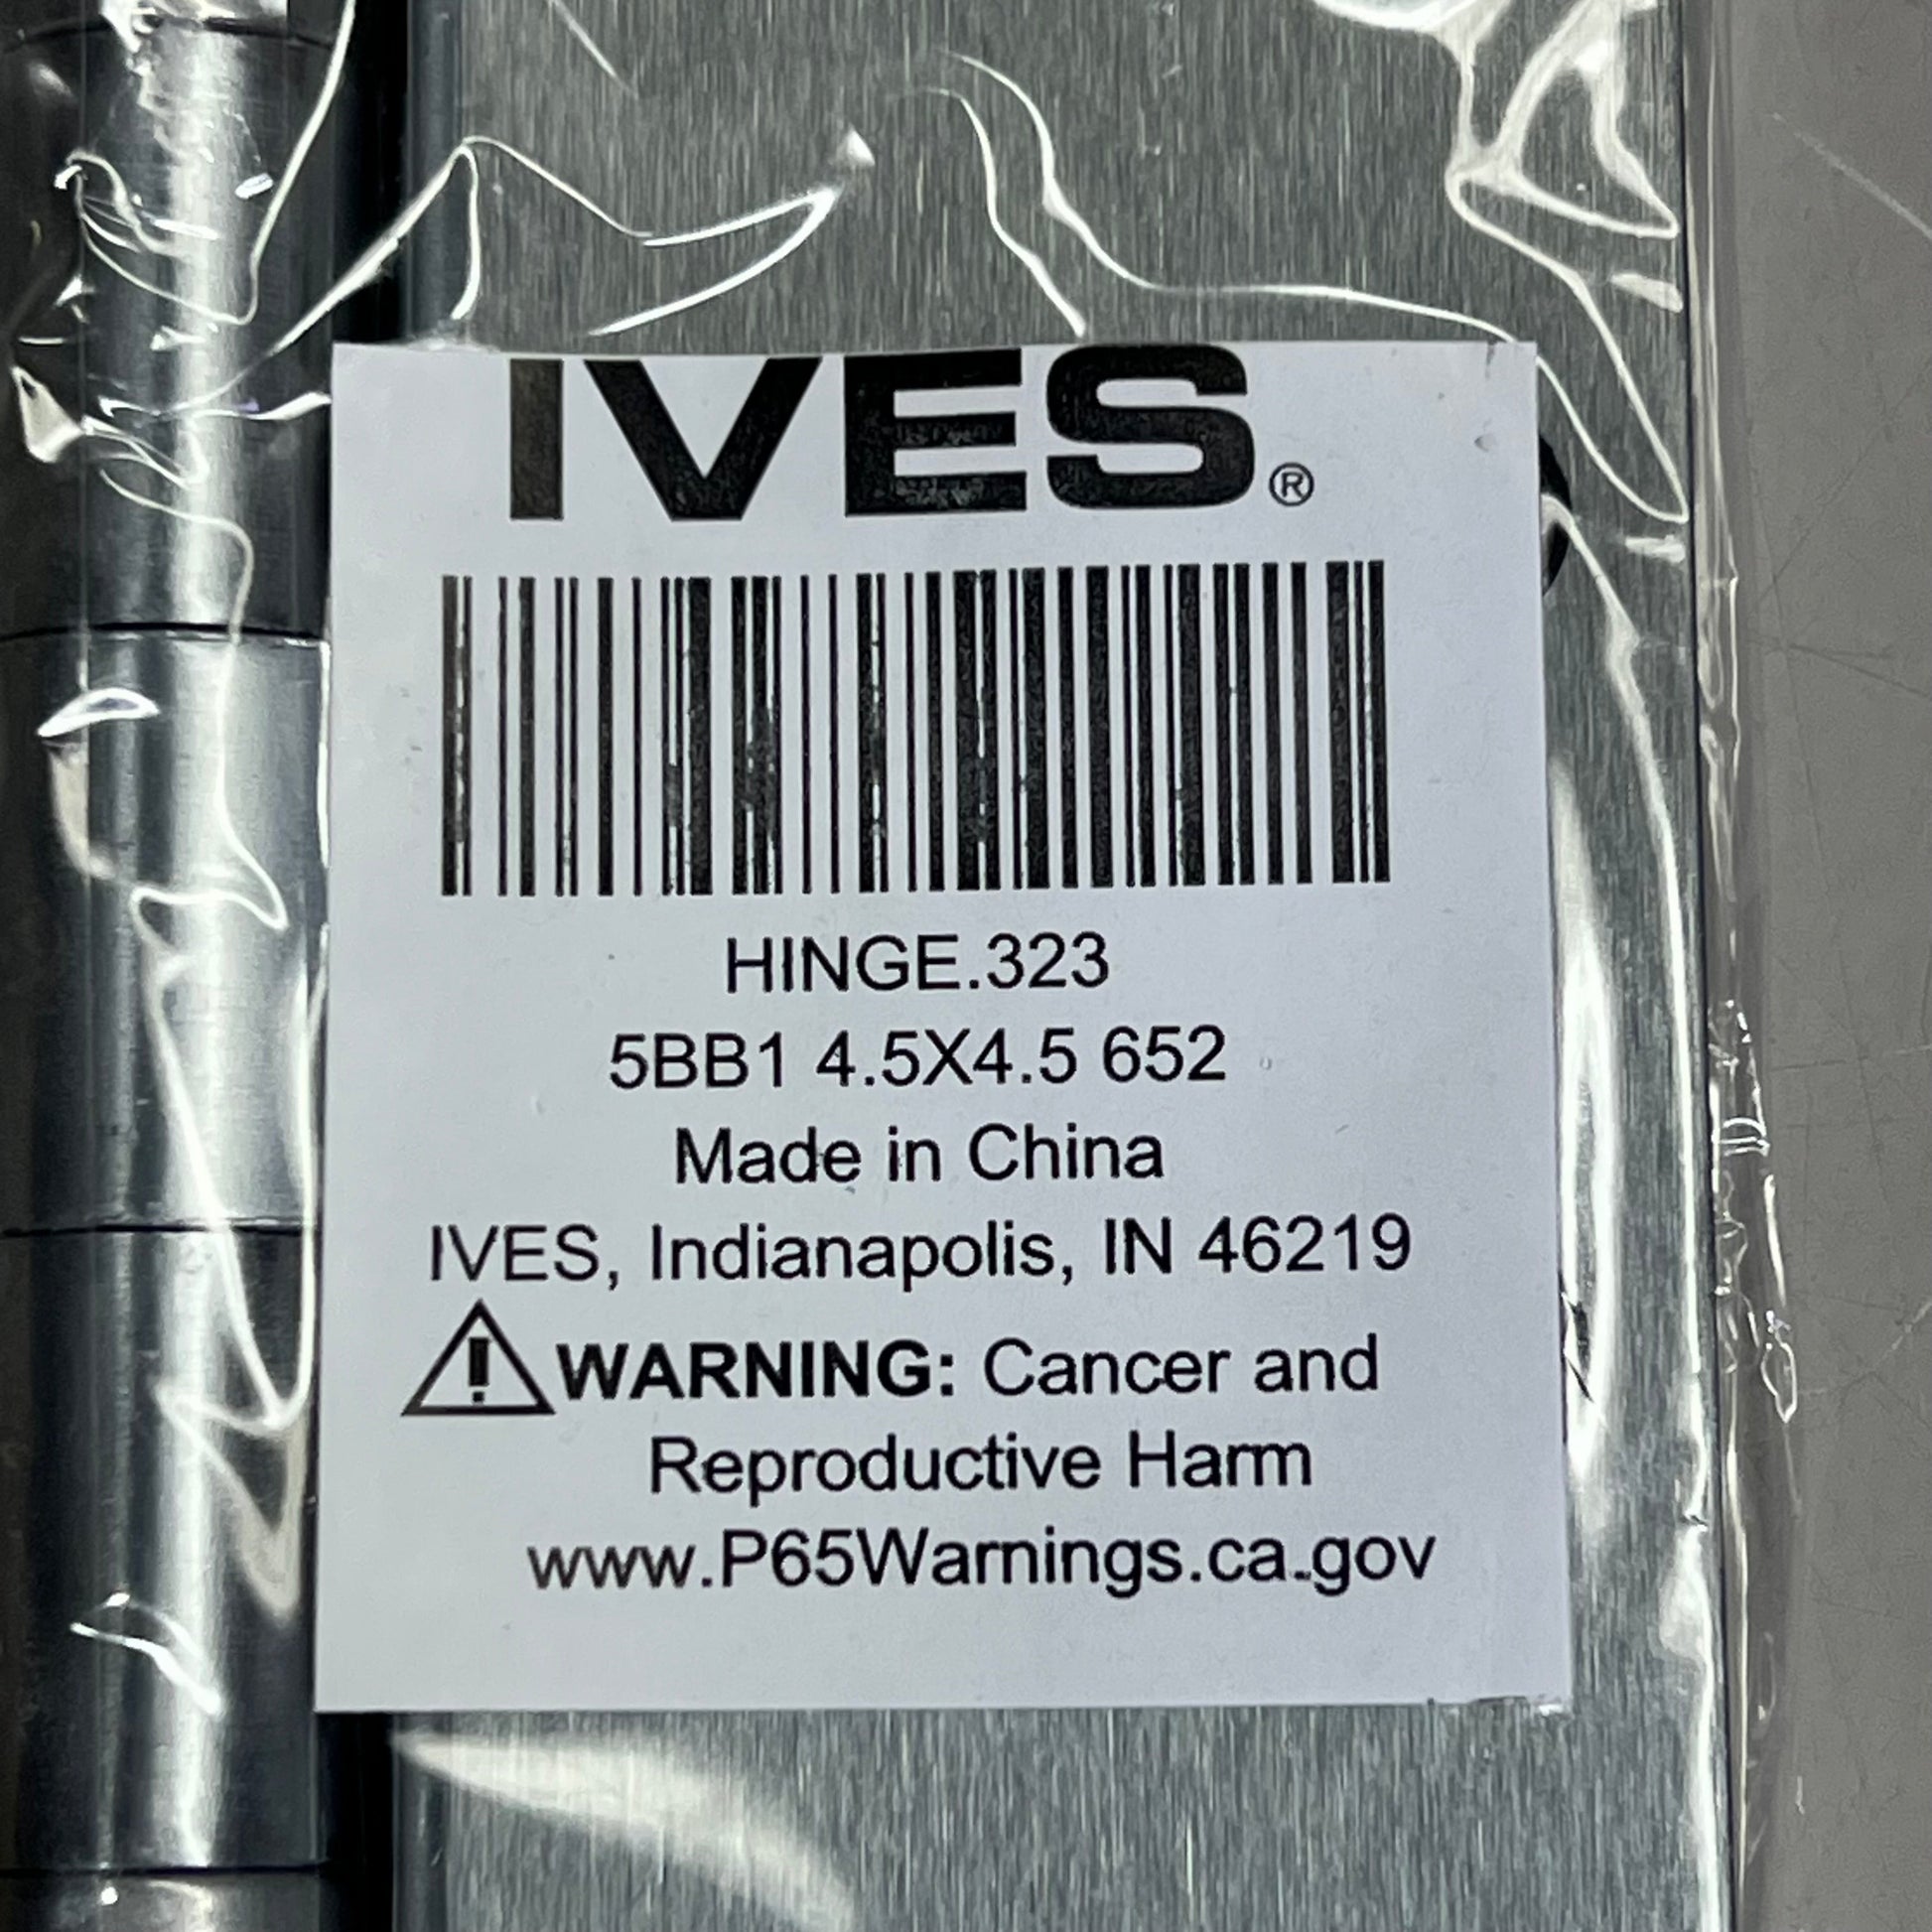 IVES®
HINGE.323
5BB1 4.5X4.5 652
Made in China
IVES, Indianapolis, IN 46219
WARNING: Cancer and
Reproductive Harm
www.P65Warnings.ca.gov